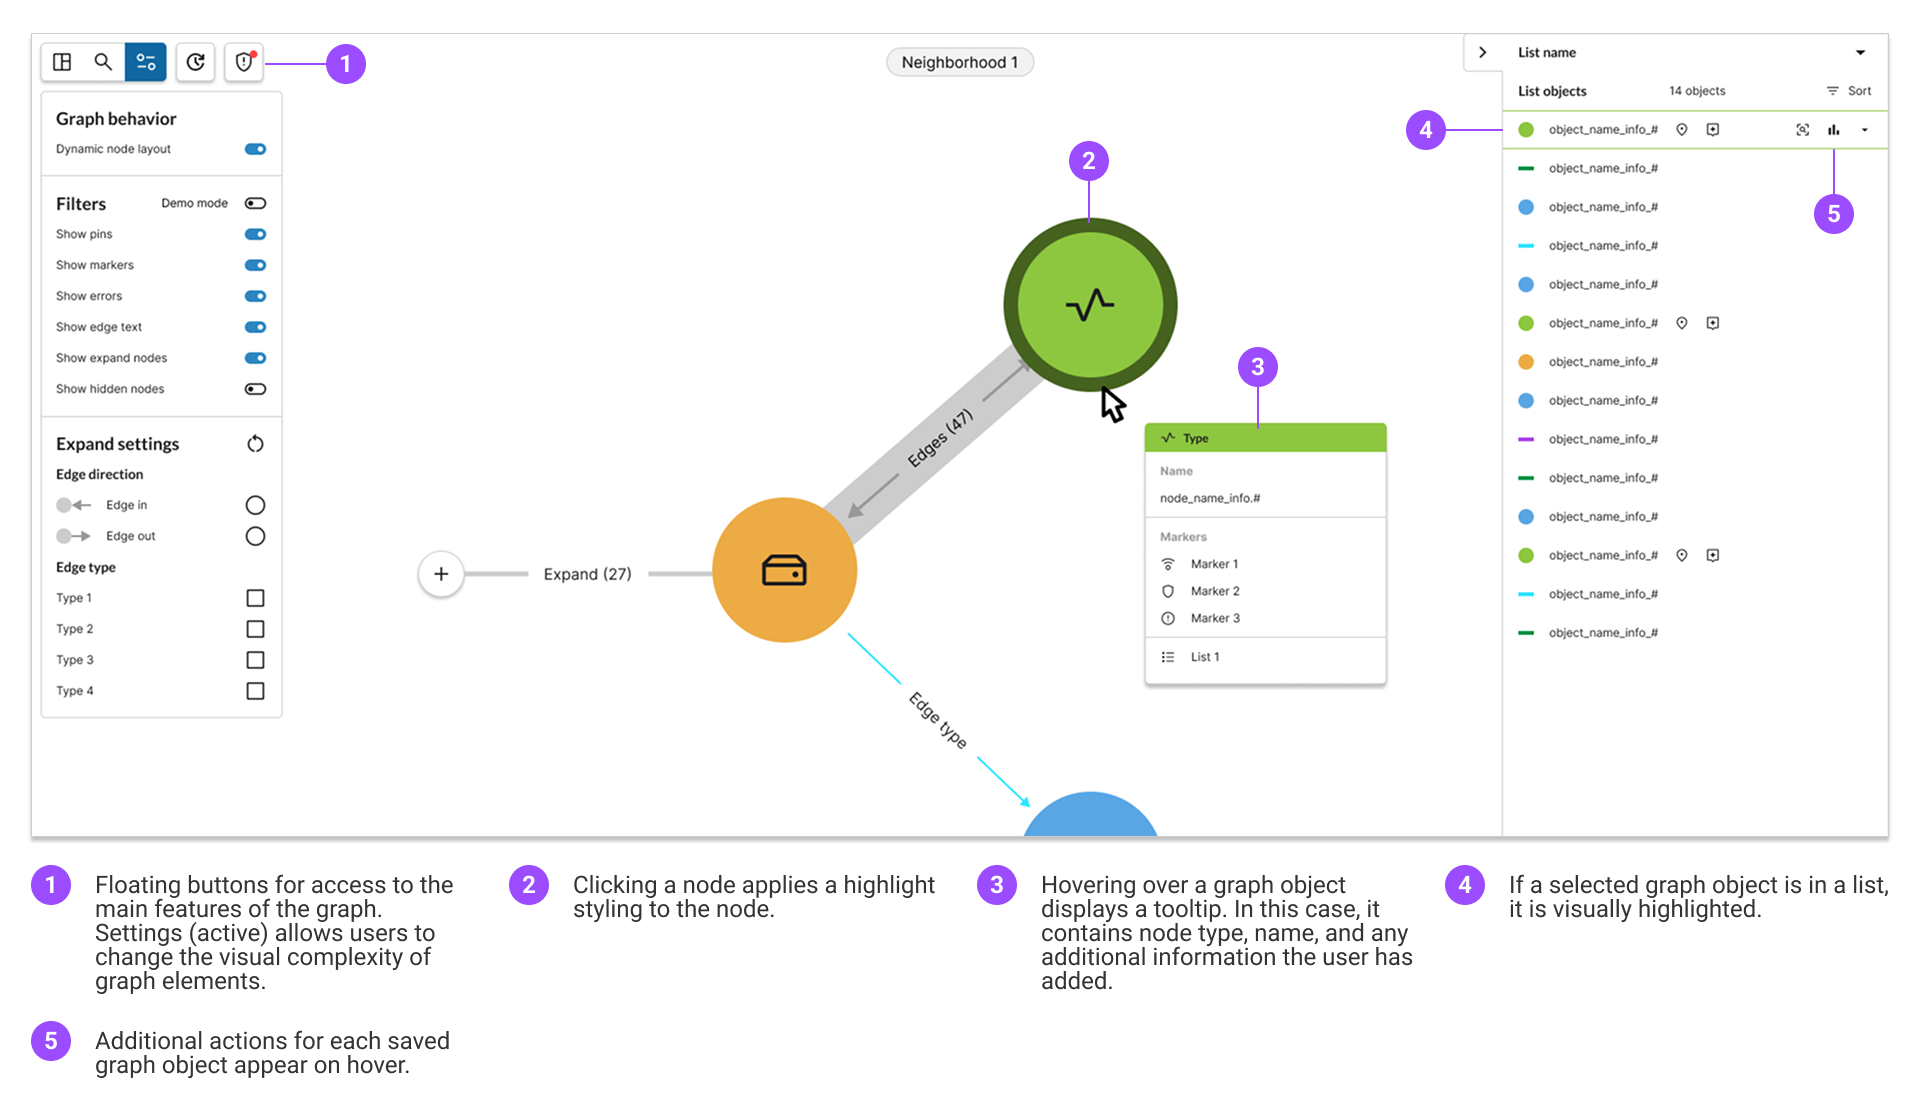 1
Neighborhood 1
List name
Graph behavior
Dynamic node layout
Filters
Demo mode
Show pins
Show markers
Show errors
Show edge text
Show expand nodes
Show hidden nodes
Expand settings
Edge direction
Edge in
Edge out
Edge type
Type 1
Type 2
Type 3
Type 4
2
Edges (47)
Expand (27)
Edge type
3
Type
Name
node_name_info.#
Markers
Marker 1
Marker 2
Marker 3
List 1
List objects
14 objects
Sort
4
object_name_info_#
5
object_name_info_#
object_name_info_#
object_name_info_#
object_name_info_#
object_name_info_#
object_name_info_#
object_name_info_#
object_name_info_#
object_name_info_#
object_name_info_#
object_name_info_#
object_name_info_#
object_name_info_#
1
Floating buttons for access to the
main features of the graph.
Settings (active) allows users to
change the visual complexity of
graph elements.
2
Clicking a node applies a highlight
styling to the node.
3
Hovering over a graph object
displays a tooltip. In this case, it
contains node type, name, and any
additional information the user has
added.
4
If a selected graph object is in a list,
it is visually highlighted.
5
Additional actions for each saved
graph object appear on hover.